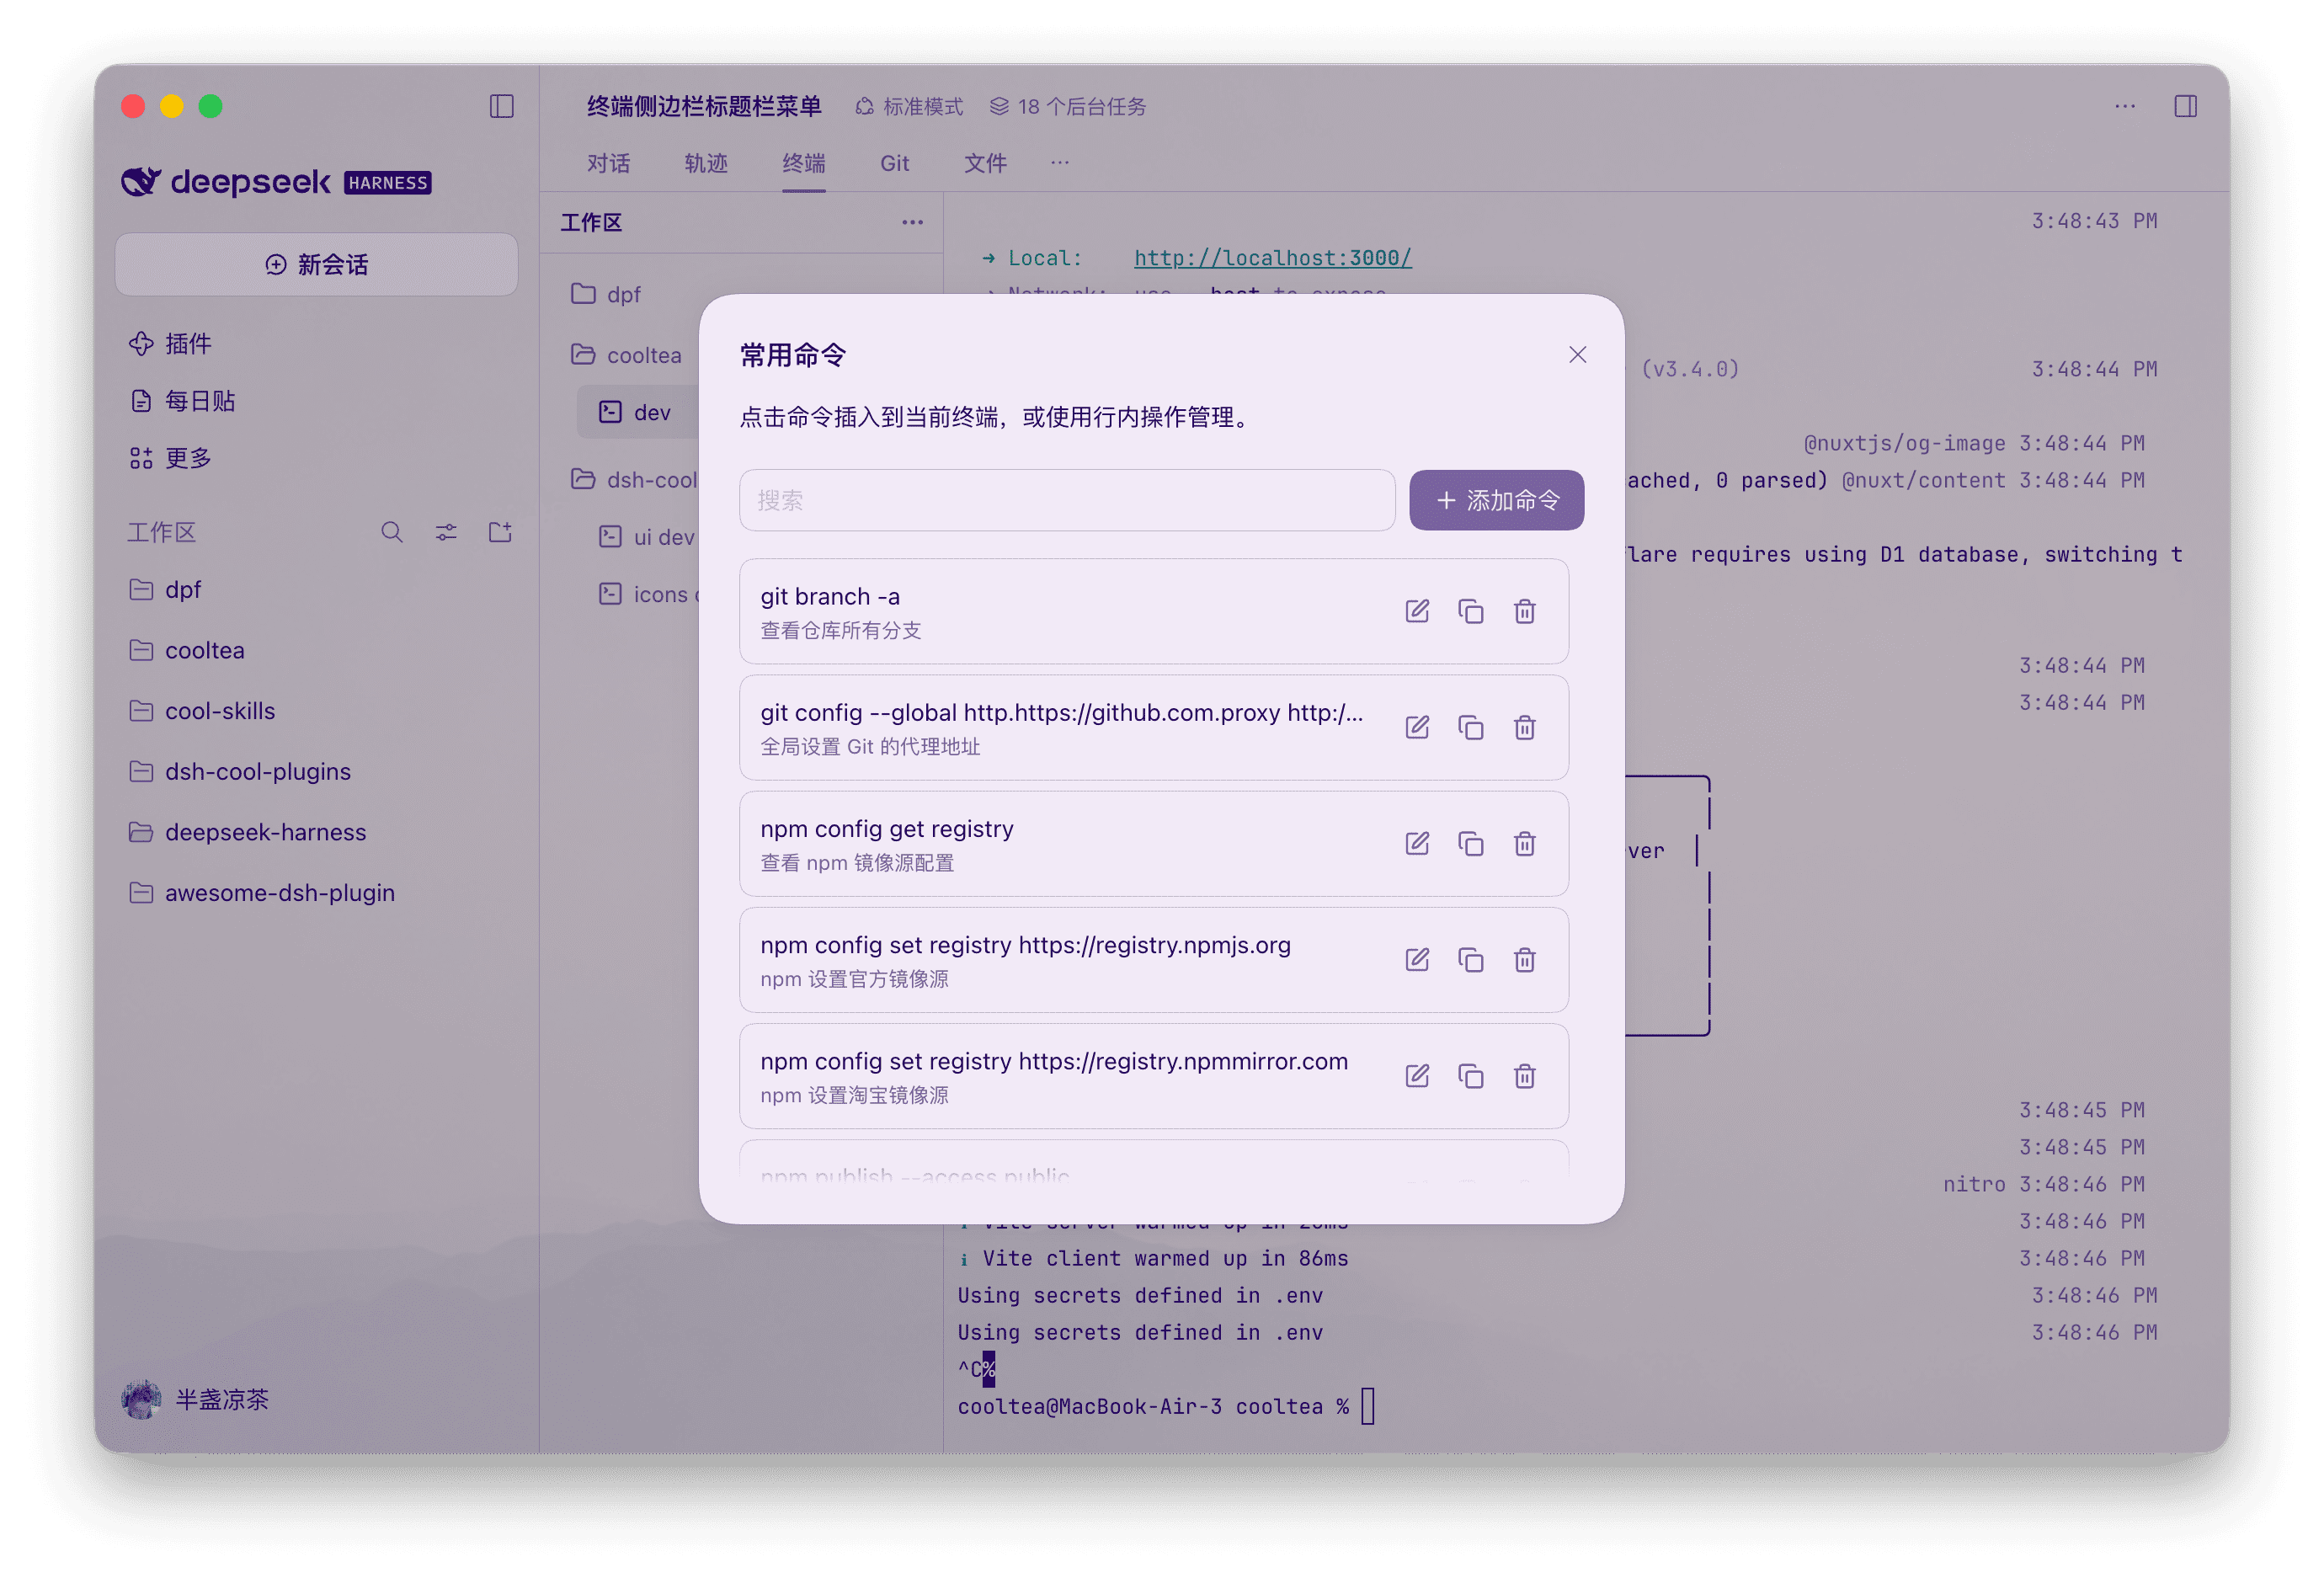 终端侧边栏标题栏菜单 标准模式 18 个后台任务
deepseek HARNESS
新会话
插件
每日贴
更多
工作区
dpf
cooltea
cool-skills
dsh-cool-plugins
deepseek-harness
awesome-dsh-plugin
半盏凉茶
对话 轨迹 终端 Git 文件
工作区
dpf
cooltea
dev
dsh-cool
ui dev
icons
常用命令
点击命令插入到当前终端，或使用行内操作管理。
搜索
添加命令
git branch -a
查看仓库所有分支
git config --global http.https://github.com.proxy http:/...
全局设置 Git 的代理地址
npm config get registry
查看 npm 镜像源配置
npm config set registry https://registry.npmjs.org
npm 设置官方镜像源
npm config set registry https://registry.npmmirror.com
npm 设置淘宝镜像源
npm publish --access public
3:48:43 PM
➜ Local: http://localhost:3000/
➜ Network: use --host to expose
(v3.4.0) 3:48:44 PM
@nuxtjs/og-image 3:48:44 PM
ached, 0 parsed) @nuxt/content 3:48:44 PM
lare requires using D1 database, switching t
3:48:44 PM
3:48:44 PM
ver
3:48:45 PM
3:48:45 PM
nitro 3:48:46 PM
ℹ Vite server warmed up in 26ms 3:48:46 PM
ℹ Vite client warmed up in 86ms 3:48:46 PM
Using secrets defined in .env 3:48:46 PM
Using secrets defined in .env 3:48:46 PM
^C%
cooltea@MacBook-Air-3 cooltea %